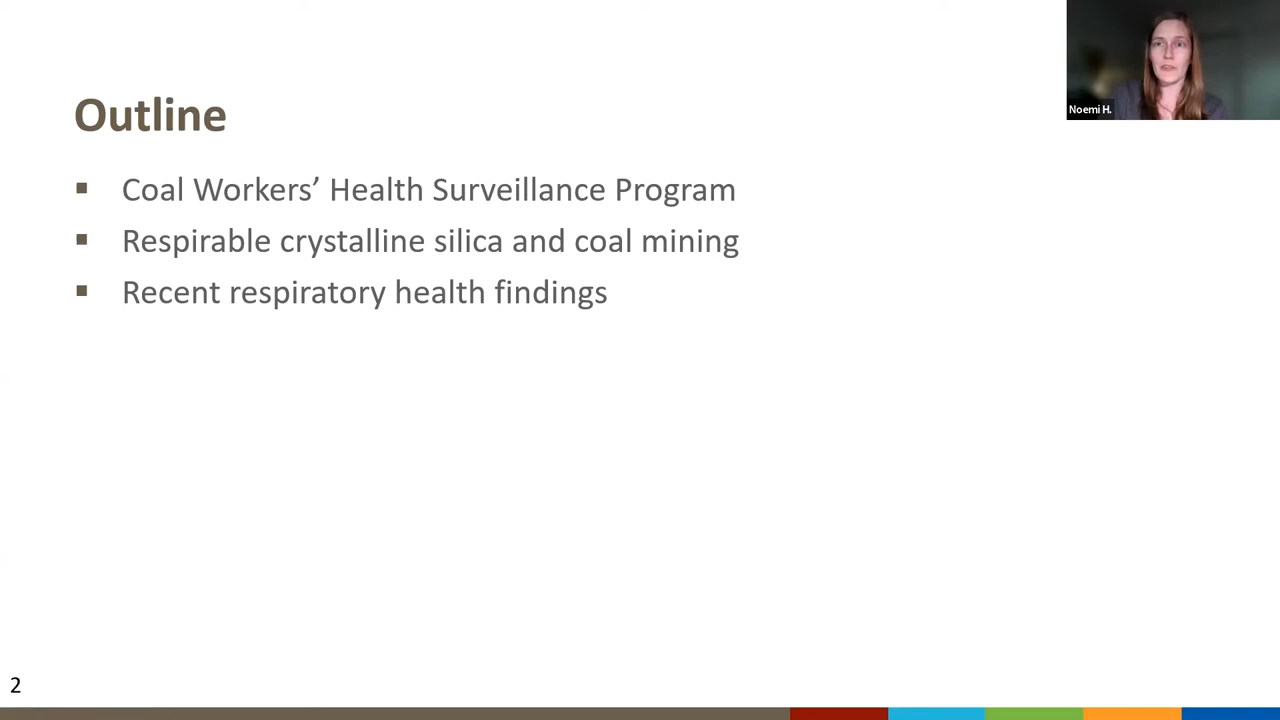 Noemi H.
Outline
▪ Coal Workers’ Health Surveillance Program
▪ Respirable crystalline silica and coal mining
▪ Recent respiratory health findings
2